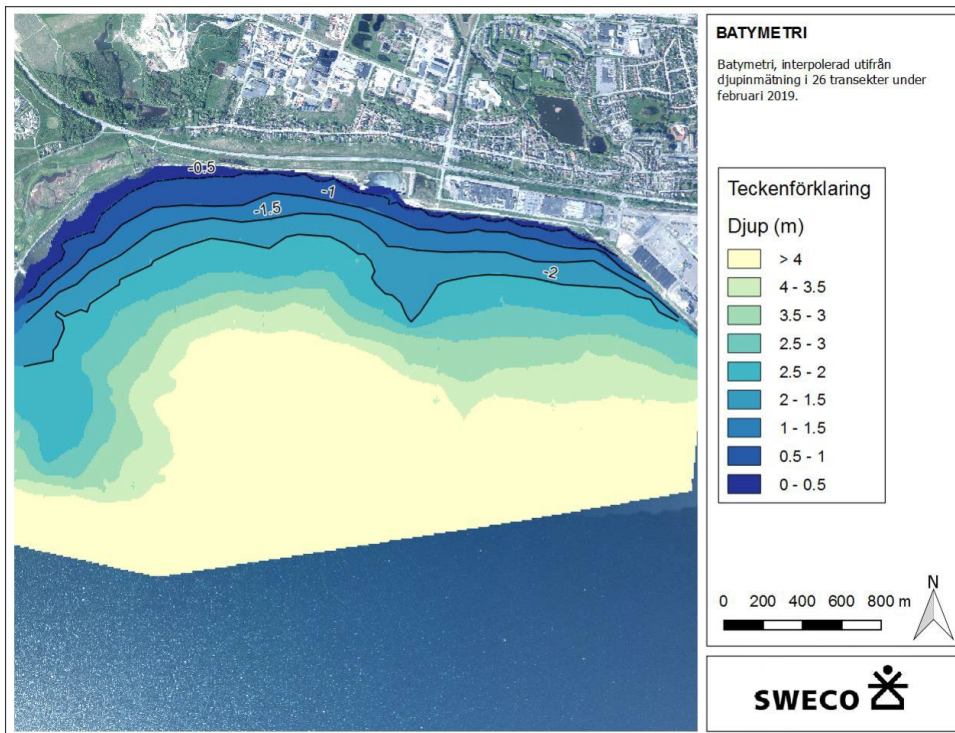 BATYMETRI
Batymetri, interpolerad utifrån
djupinmätning i 26 transekter under
februari 2019.
-0.5
-1
-1.5
-2
Teckenförklaring
Djup (m)
> 4
4 - 3.5
3.5 - 3
2.5 - 3
2.5 - 2
2 - 1.5
1 - 1.5
0.5 - 1
0 - 0.5
N
0 200 400 600 800 m
SWECO